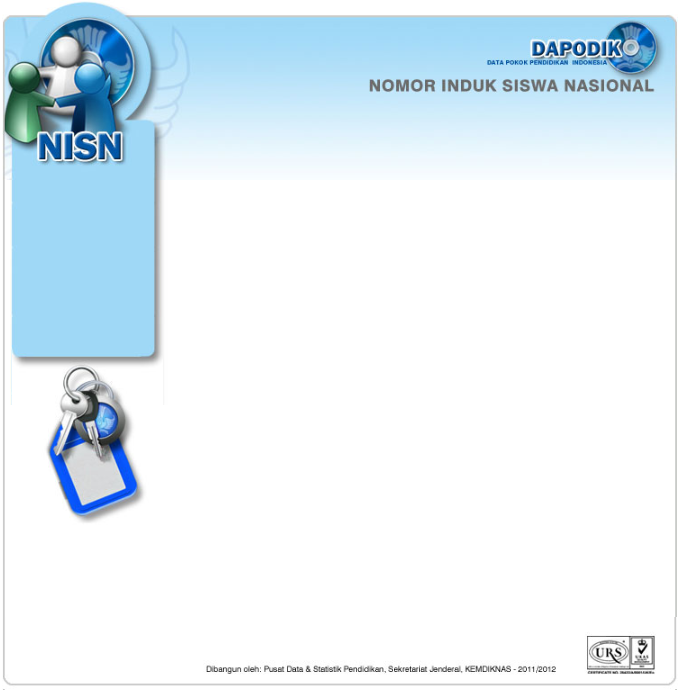 DAPODIK
DATA POKOK PENDIDIKAN INDONESIA
NOMOR INDUK SISWA NASIONAL
NISN
URS
UKAS
Dibangun oleh: Pusat Data & Statistik Pendidikan, Sekretariat Jenderal, KEMDIKNAS - 2011/2012